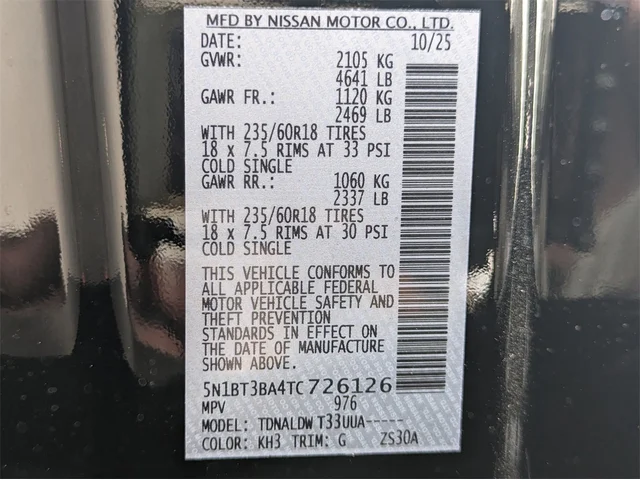 MFD BY NISSAN MOTOR CO., LTD.
DATE: 10/25
GVWR: 2105 KG
4641 LB
GAWR FR.: 1120 KG
2469 LB
WITH 235/60R18 TIRES
18 x 7.5 RIMS AT 33 PSI
COLD SINGLE
GAWR RR.: 1060 KG
2337 LB
WITH 235/60R18 TIRES
18 x 7.5 RIMS AT 30 PSI
COLD SINGLE
THIS VEHICLE CONFORMS TO
ALL APPLICABLE FEDERAL
MOTOR VEHICLE SAFETY AND
THEFT PREVENTION
STANDARDS IN EFFECT ON
THE DATE OF MANUFACTURE
SHOWN ABOVE.
5N1BT3BA4TC726126
MPV 976
MODEL: TDNALDW T33UUA-----
COLOR: KH3 TRIM: G ZS30A